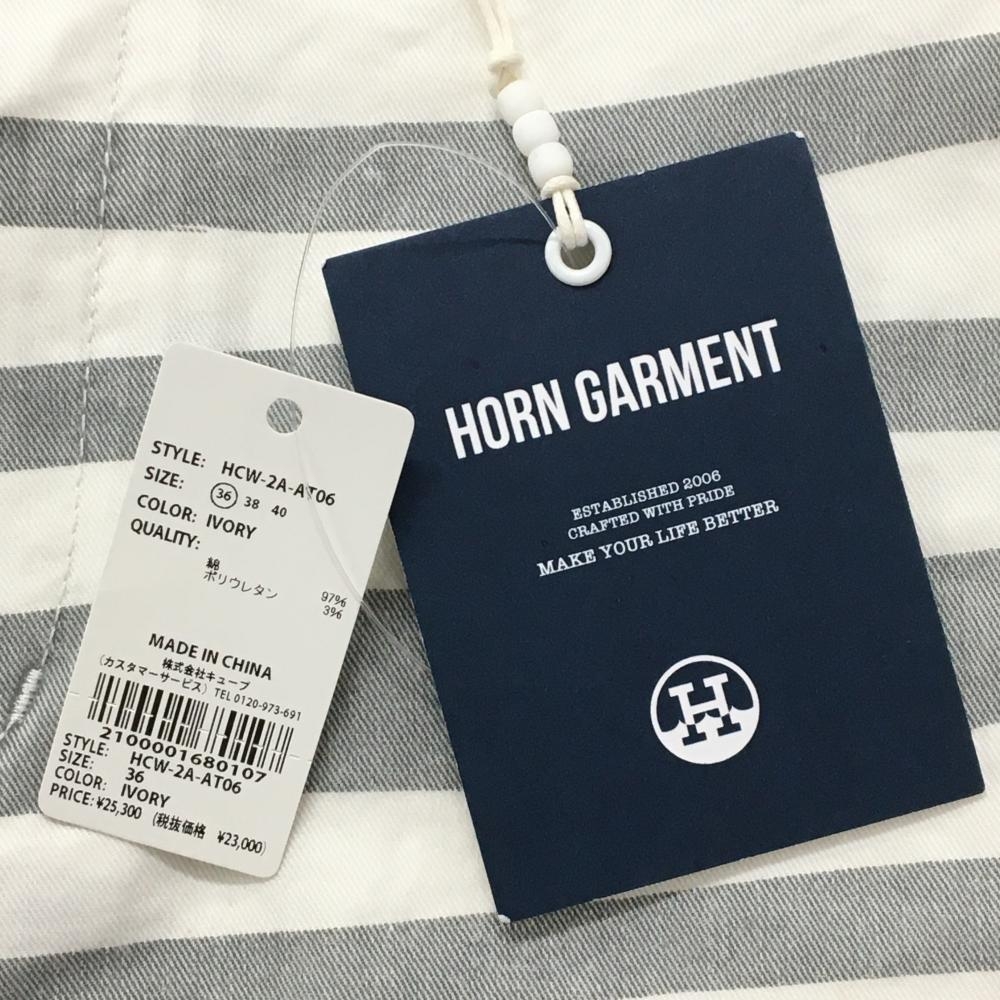 STYLE: HCW-2A-AT06
SIZE: 36 38 40
COLOR: IVORY
QUALITY:
綿 97%
ポリウレタン 3%
MADE IN CHINA
株式会社キューブ
(カスタマーサービス) TEL 0120-973-691
2100001680107
STYLE: HCW-2A-AT06
SIZE: 36
COLOR: IVORY
PRICE: ¥25,300 (税抜価格 ¥23,000)
HORN GARMENT
ESTABLISHED 2006
CRAFTED WITH PRIDE
MAKE YOUR LIFE BETTER
H